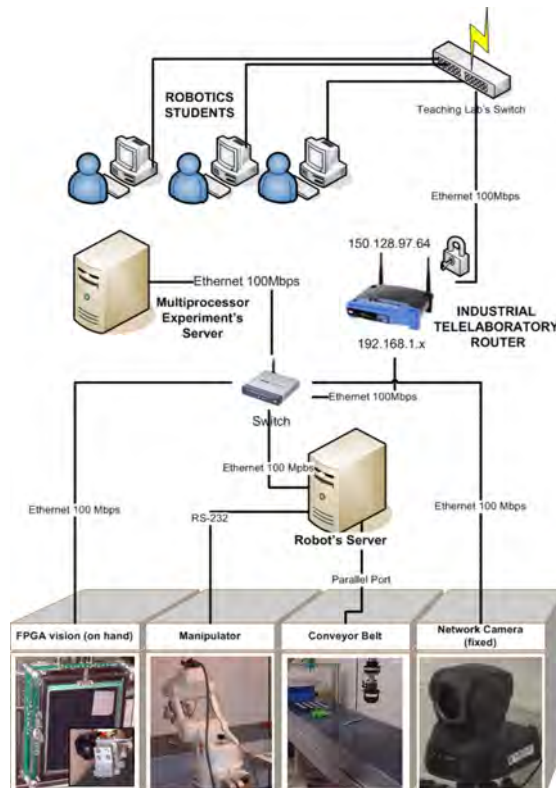 ROBOTICS
STUDENTS
Teaching Lab's Switch
Ethernet 100Mbps
150.128.97.64
Ethernet 100Mbps
Multiprocessor
Experiment's
Server
INDUSTRIAL
TELELABORATORY
ROUTER
192.168.1.x
Ethernet 100Mbps
Switch
Ethernet 100 Mpbs
Ethernet 100 Mbps
RS-232
Ethernet 100 Mbps
Robot's Server
Parallel Port
FPGA vision (on hand)
Manipulator
Conveyor Belt
Network Camera
(fixed)